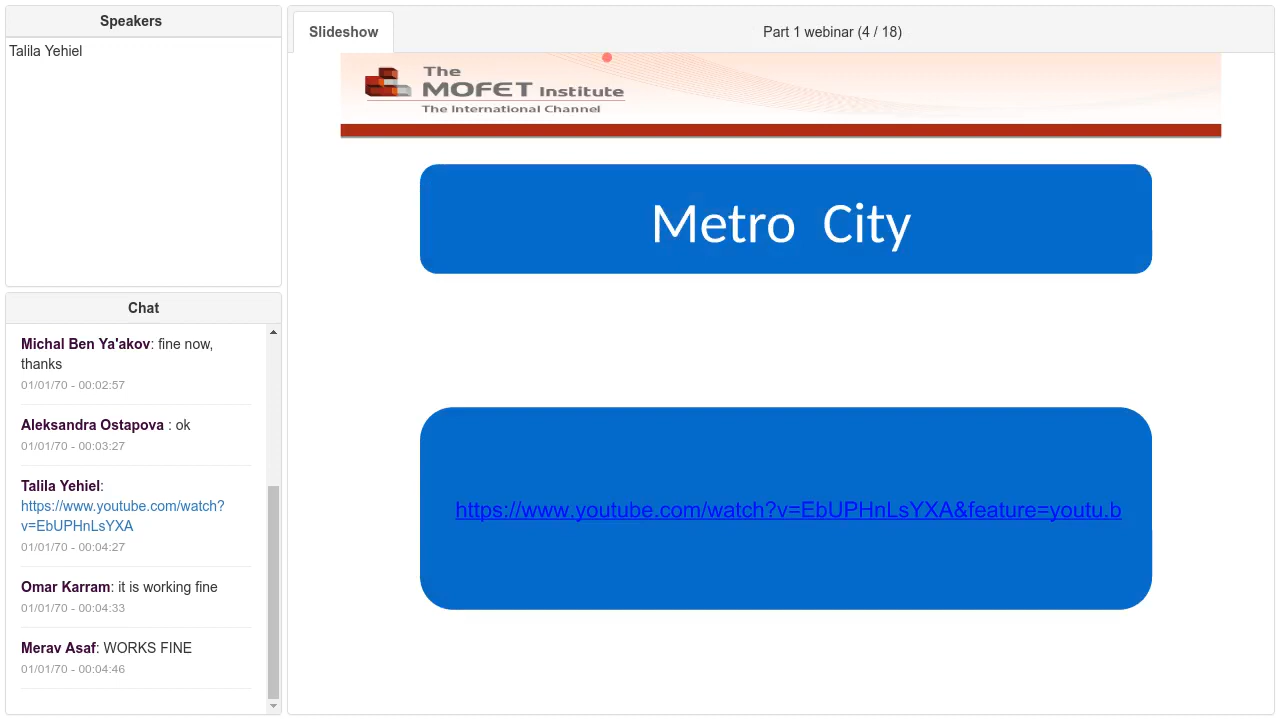 Speakers
Talila Yehiel
Chat
Michal Ben Ya'akov: fine now,
thanks
01/01/70 - 00:02:57
Aleksandra Ostapova : ok
01/01/70 - 00:03:27
Talila Yehiel:
https://www.youtube.com/watch?
v=EbUPHnLsYXA
01/01/70 - 00:04:27
Omar Karram: it is working fine
01/01/70 - 00:04:33
Merav Asaf: WORKS FINE
01/01/70 - 00:04:46
Slideshow
Part 1 webinar (4 / 18)
The
MOFET Institute
The International Channel
Metro City
https://www.youtube.com/watch?v=EbUPHnLsYXA&feature=youtu.b